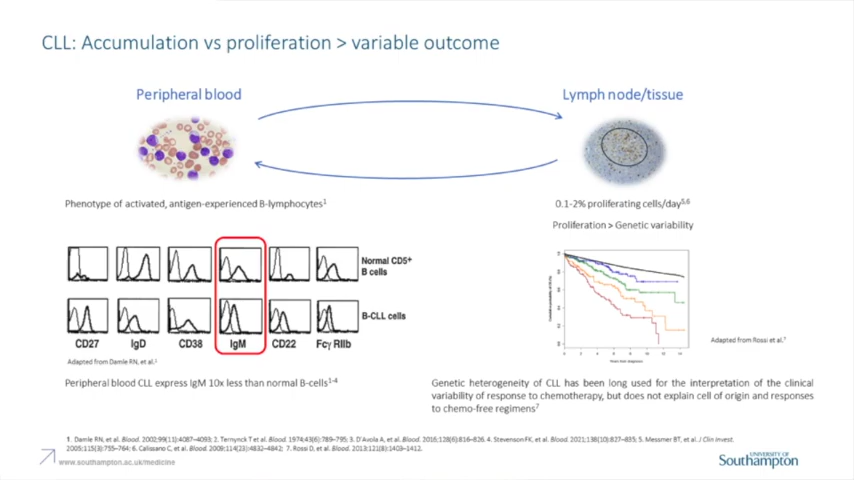 CLL: Accumulation vs proliferation > variable outcome
Peripheral blood
Lymph node/tissue
Phenotype of activated, antigen-experienced B-lymphocytes1
0.1-2% proliferating cells/day5,6
Proliferation > Genetic variability
Normal CD5+
B cells
B-CLL cells
CD27 IgD CD38 IgM CD22 Fcγ RIIb
Adapted from Damle RN, et al.1
Adapted from Rossi et al.7
Peripheral blood CLL express IgM 10x less than normal B-cells1-4
Genetic heterogeneity of CLL has been long used for the interpretation of the clinical
variability of response to chemotherapy, but does not explain cell of origin and responses
to chemo-free regimens7
1. Damle RN, et al. Blood. 2002;99(11):4087–4093; 2. Ternynck T et al. Blood. 1974;43(6):789–795; 3. D'Avola A, et al. Blood. 2016;128(6):816–826. 4. Stevenson FK, et al. Blood. 2021;138(10):827–835; 5. Messmer BT, et al. J Clin Invest.
2005;115(3):755–764; 6. Calissano C, et al. Blood. 2009;114(23):4832–4842; 7. Rossi D, et al. 2013;121(8):1403–1412.
www.southampton.ac.uk/medicine
UNIVERSITY OF
Southampton